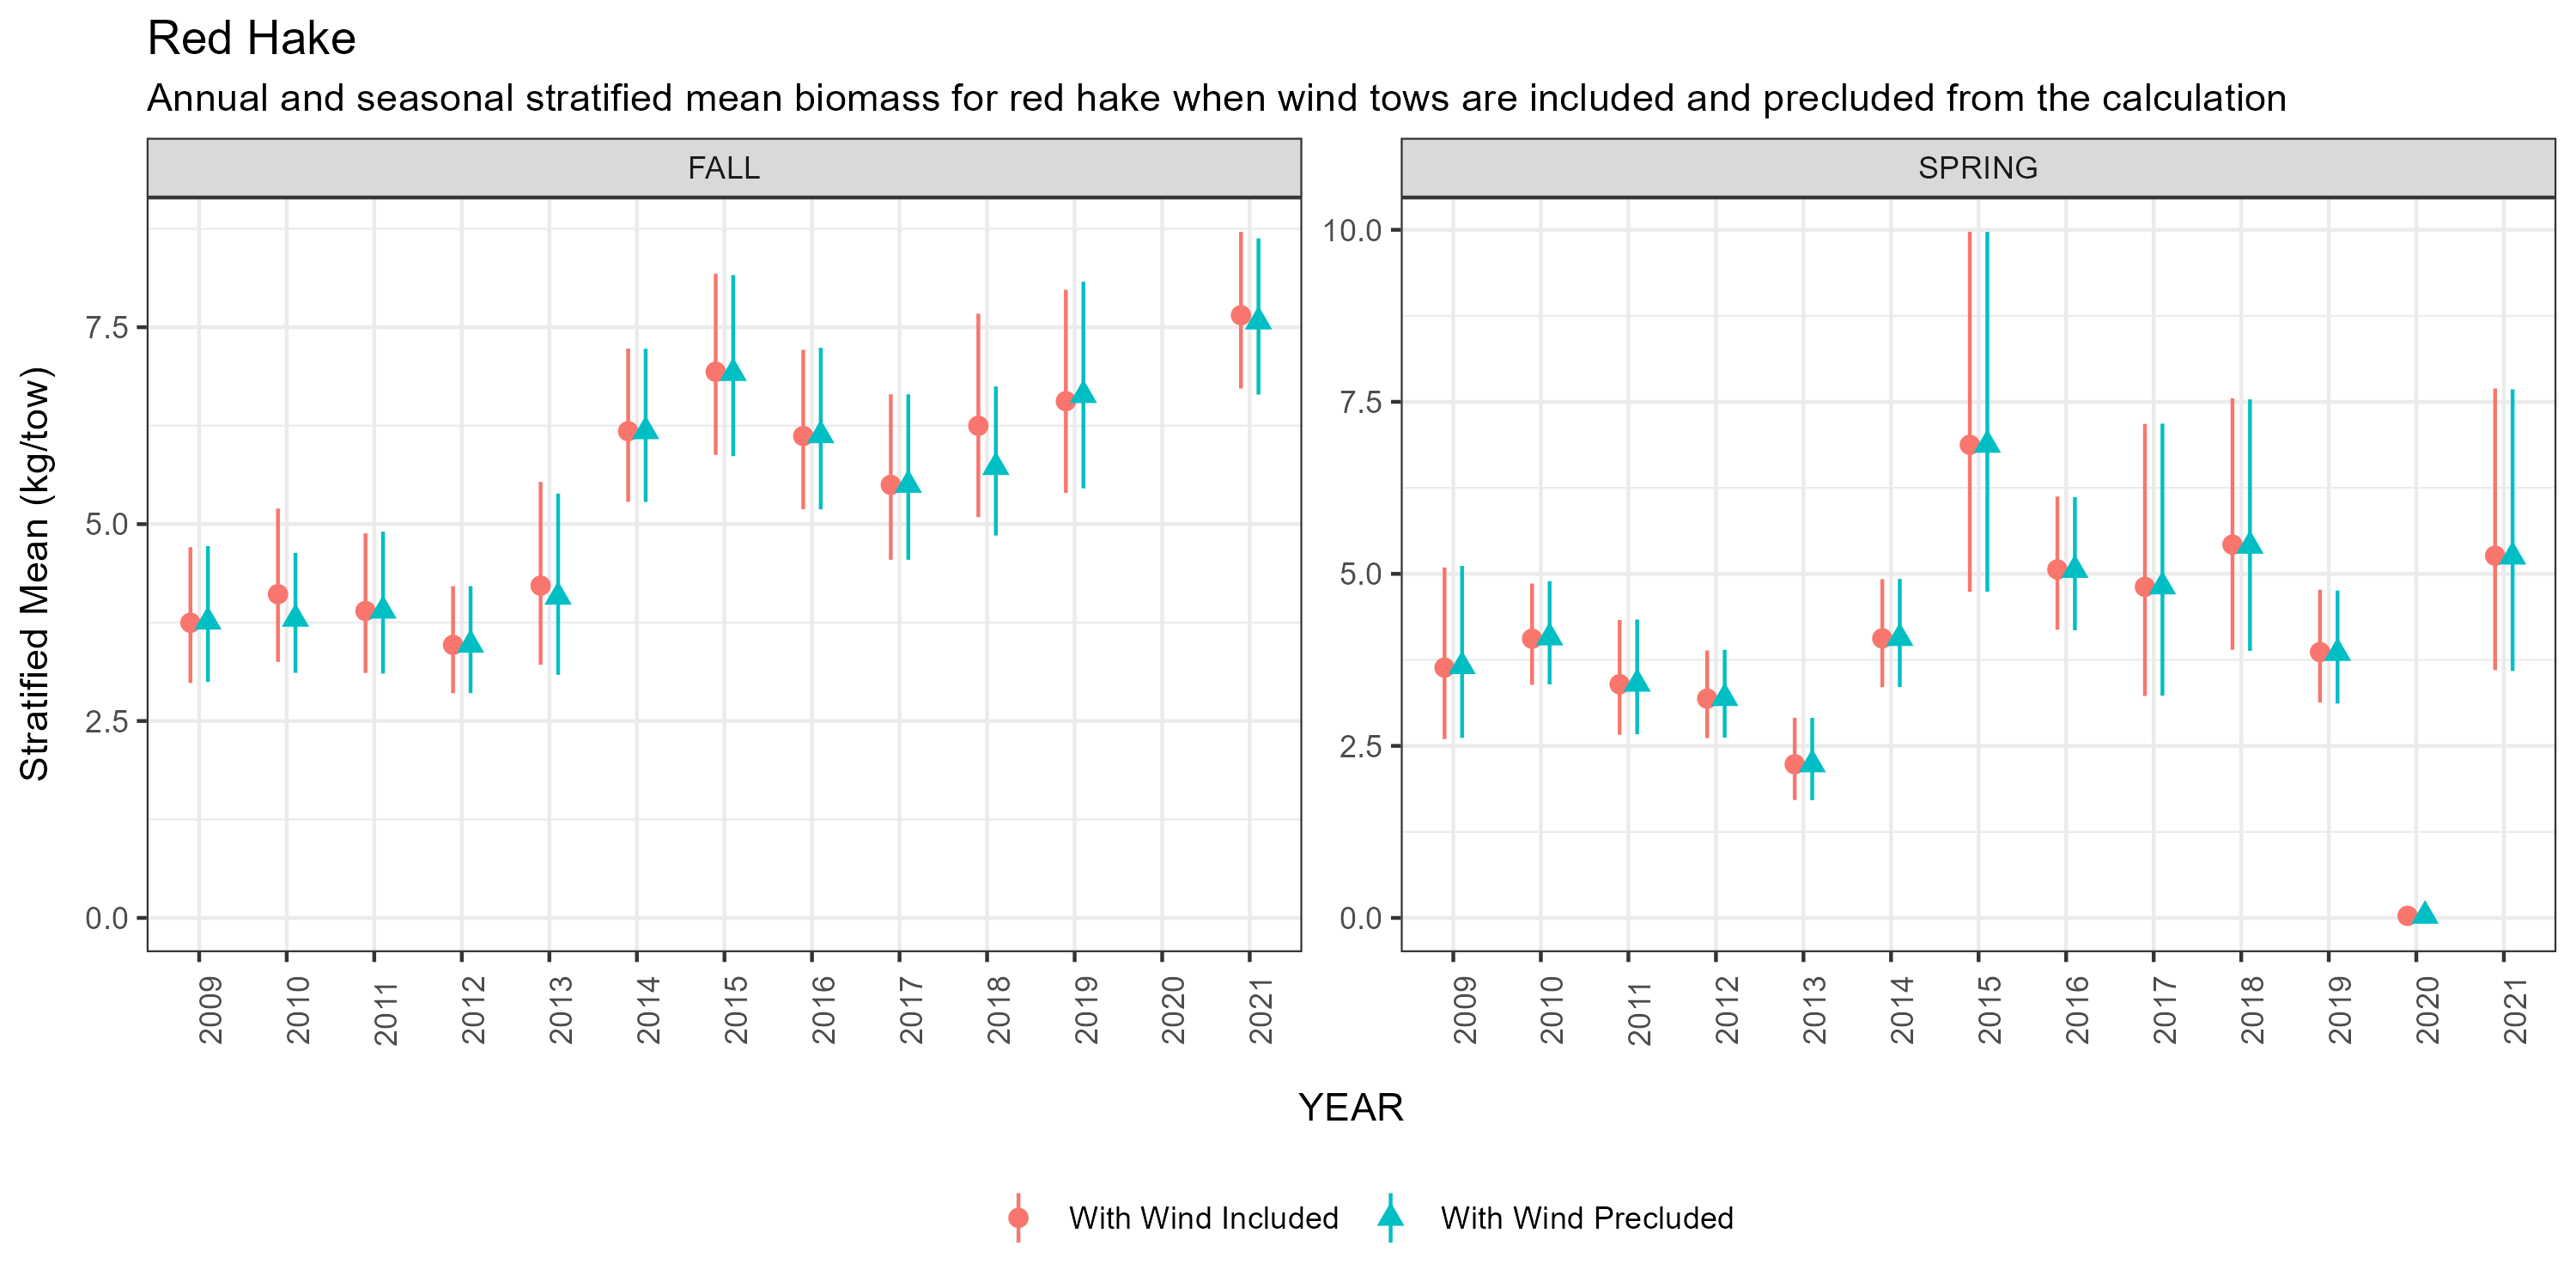 Red Hake
Annual and seasonal stratified mean biomass for red hake when wind tows are included and precluded from the calculation
FALL
SPRING
Stratified Mean (kg/tow)
7.5
5.0
2.5
0.0
10.0
7.5
5.0
2.5
0.0
2009 2010 2011 2012 2013 2014 2015 2016 2017 2018 2019 2020 2021
2009 2010 2011 2012 2013 2014 2015 2016 2017 2018 2019 2020 2021
YEAR
With Wind Included
With Wind Precluded